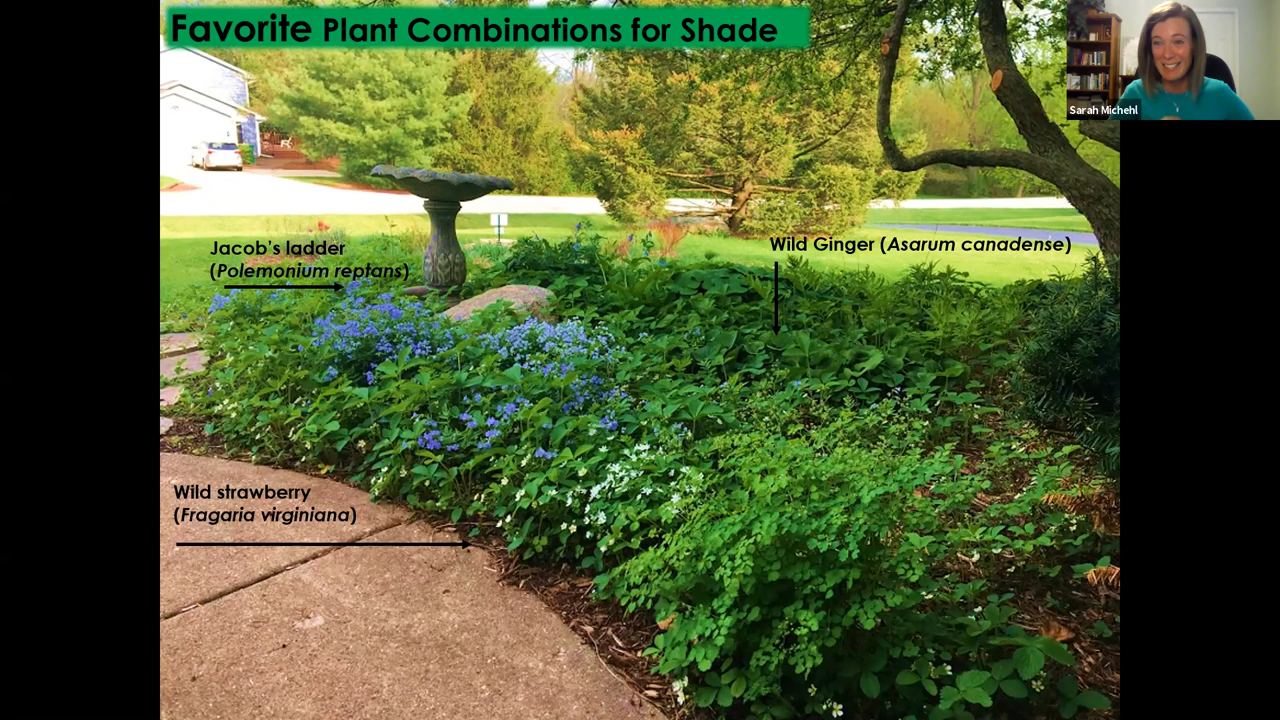 Favorite Plant Combinations for Shade
Sarah Michehl
Jacob's ladder
(Polemonium reptans)
Wild Ginger (Asarum canadense)
Wild strawberry
(Fragaria virginiana)